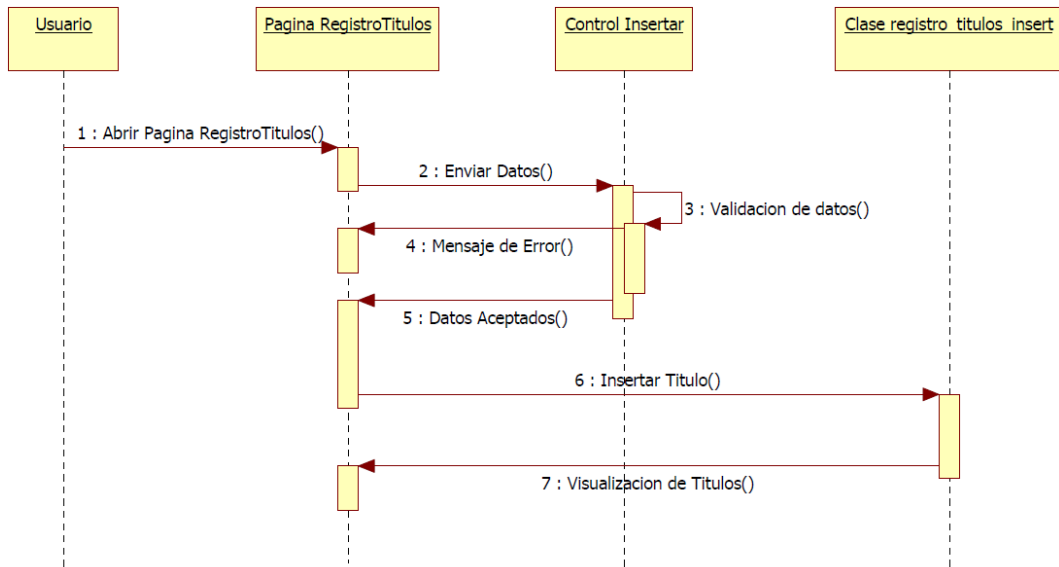 Usuario
Pagina RegistroTitulos
Control Insertar
Clase registro_titulos_insert
1 : Abrir Pagina RegistroTitulos()
2 : Enviar Datos()
3 : Validacion de datos()
4 : Mensaje de Error()
5 : Datos Aceptados()
6 : Insertar Titulo()
7 : Visualizacion de Titulos()